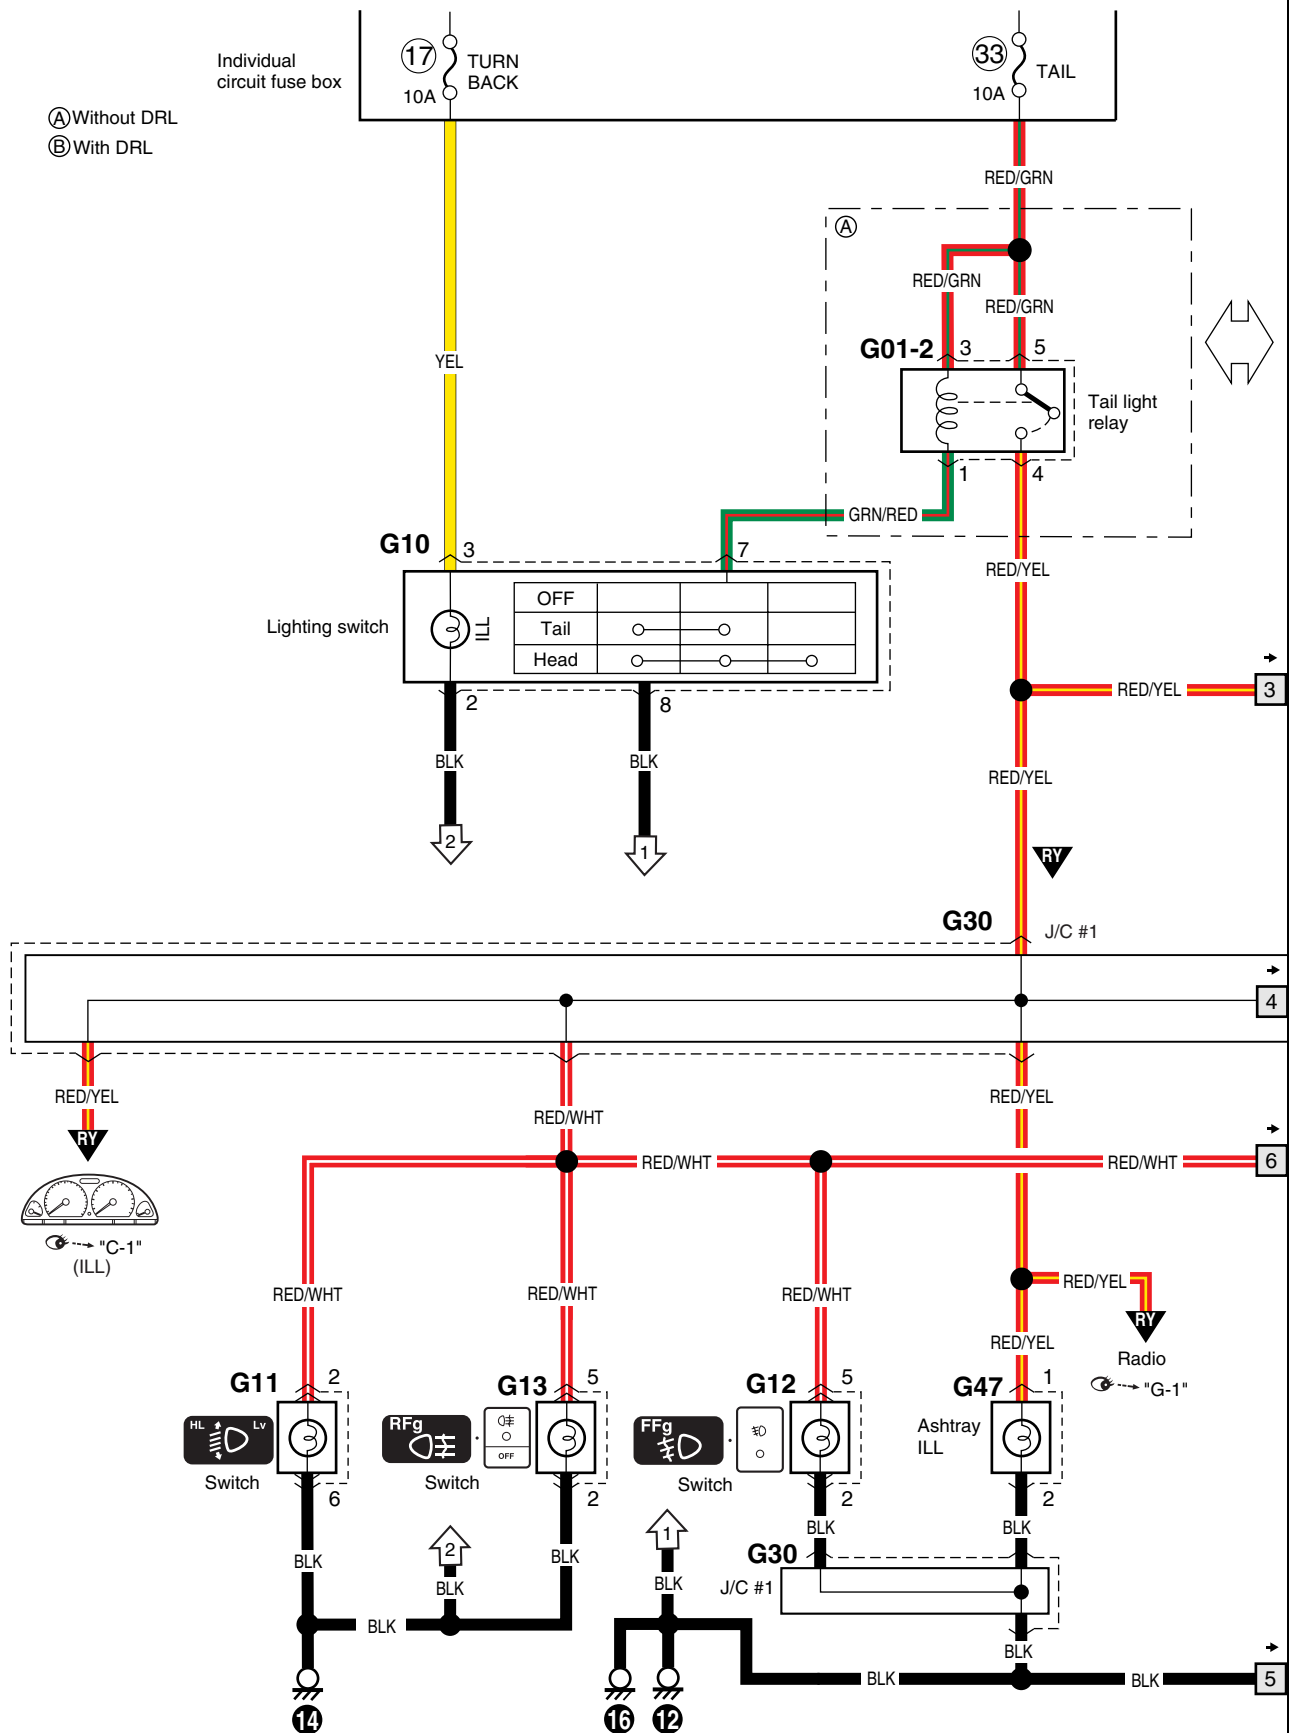 Individual
circuit fuse box
17
TURN
BACK
10A
33
TAIL
10A
A Without DRL
B With DRL
RED/GRN
A
RED/GRN
RED/GRN
YEL
G01-2
3
5
Tail light
relay
1
4
GRN/RED
G10
3
7
RED/YEL
Lighting switch
ILL
OFF
Tail
Head
RED/YEL
3
2
8
BLK
BLK
RED/YEL
2
1
RY
G30
J/C #1
4
RED/YEL
RED/YEL
RED/WHT
RY
RED/WHT
RED/WHT
6
"C-1"
(ILL)
RED/WHT
RED/WHT
RED/WHT
RED/YEL
RY
RED/YEL
Radio
"G-1"
G11
2
G13
5
G12
5
G47
1
HL
Lv
Switch
RFg
OFF
Switch
FFg
Switch
Ashtray
ILL
6
2
2
2
BLK
BLK
1
2
BLK
BLK
G30
J/C #1
BLK
BLK
BLK
BLK
BLK
BLK
BLK
5
14
16
12